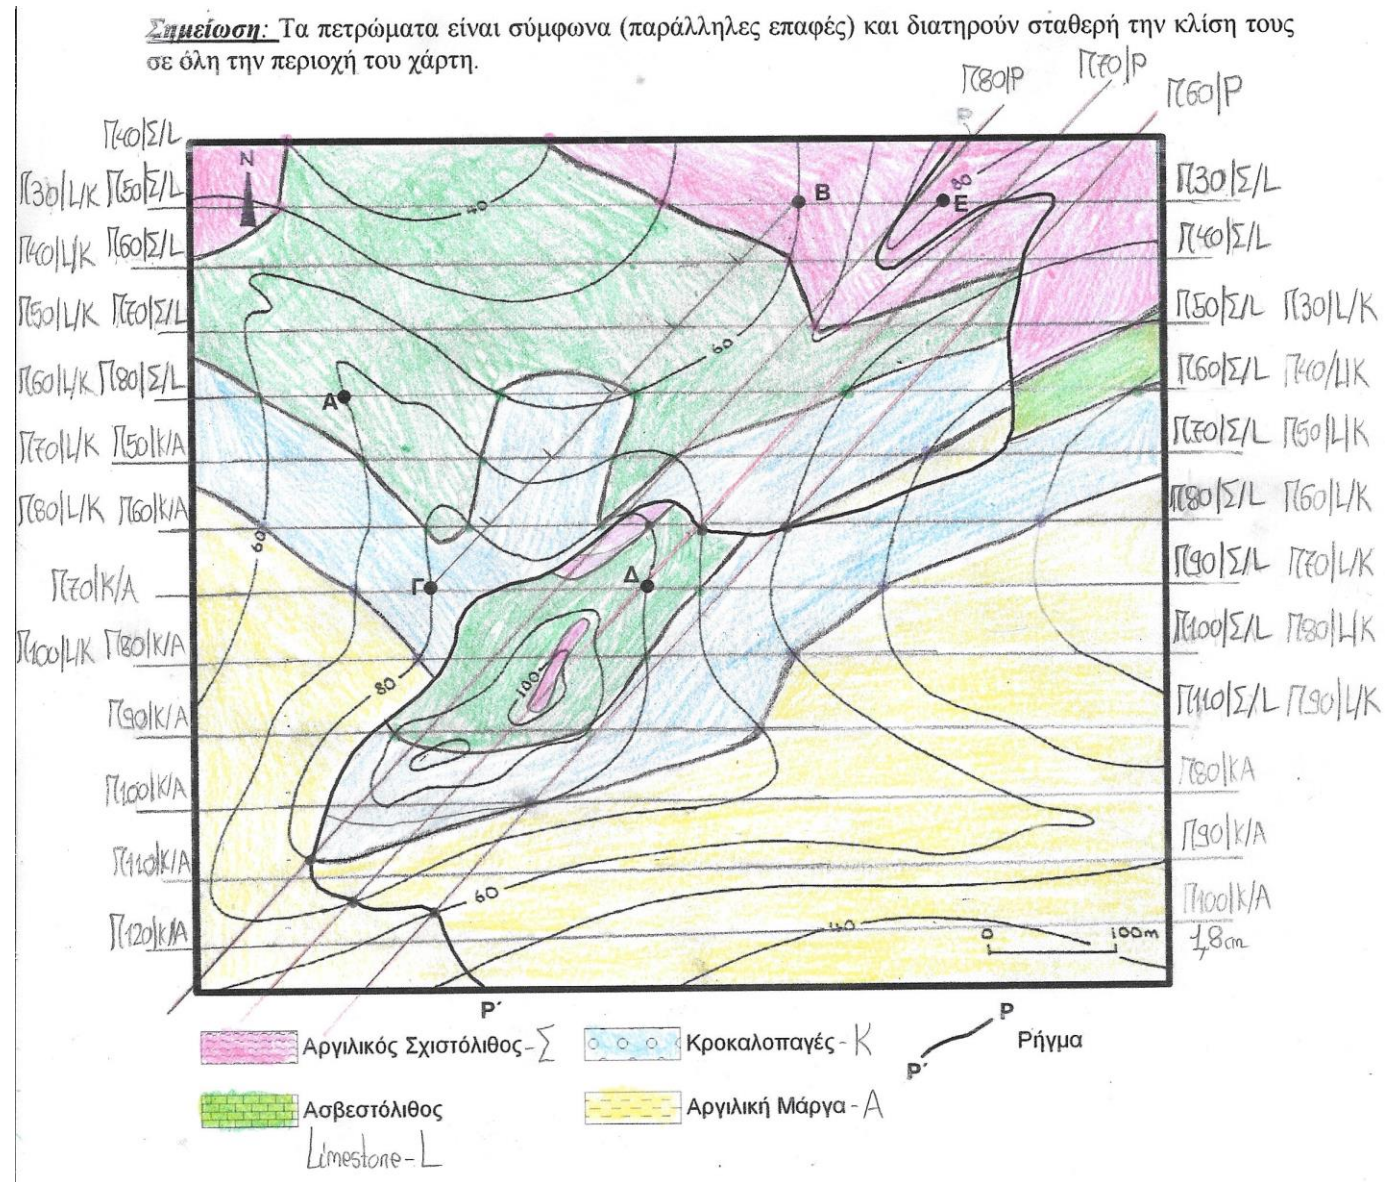 Σημείωση: Τα πετρώματα είναι σύμφωνα (παράλληλες επαφές) και διατηρούν σταθερή την κλίση τους
σε όλη την περιοχή του χάρτη.
Π80|Ρ Π70|Ρ Π60|Ρ
Ρ
Π40|Σ/L
Π30|L/K Π50|Σ/L
Π40|L/K Π60|Σ/L
Π50|L/K Π70|Σ/L
Π60|L/K Π80|Σ/L
Π70|L/K Π50|K/A
Π80|L/K Π60|K/A
Π70|K/A
Π100|L/K Π80|K/A
Π90|K/A
Π100|K/A
Π110|K/A
Π120|K/A
N
40
B
80
E
60
A
60
Γ
Δ
80
100
60
40
0 100m
Π30|Σ/L
Π40|Σ/L
Π50|Σ/L Π30|L/K
Π60|Σ/L Π40/L|K
Π70|Σ/L Π50|L|K
Π80|Σ/L Π60|L/K
Π90|Σ/L Π70|L/K
Π100|Σ/L Π80|L|K
Π110|Σ/L Π90|L/K
Π80|KA
Π90|K/A
Π100|K/A
1,8cm
P΄
Αργιλικός Σχιστόλιθος - Σ
Κροκαλοπαγές - Κ
P
P΄
Ρήγμα
Ασβεστόλιθος
Limestone - L
Αργιλική Μάργα - Α